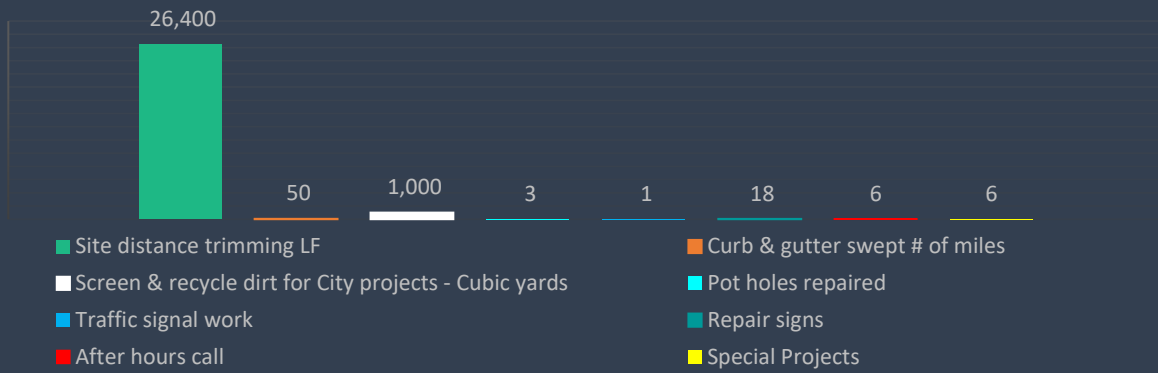 26,400
50
1,000
3
1
18
6
6
Site distance trimming LF
Curb & gutter swept # of miles
Screen & recycle dirt for City projects - Cubic yards
Pot holes repaired
Traffic signal work
Repair signs
After hours call
Special Projects